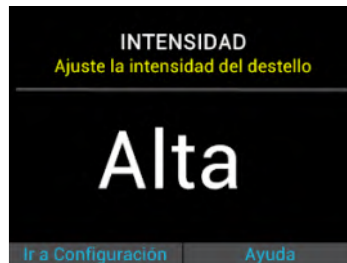 INTENSIDAD
Ajuste la intensidad del destello
Alta
Ir a Configuración Ayuda